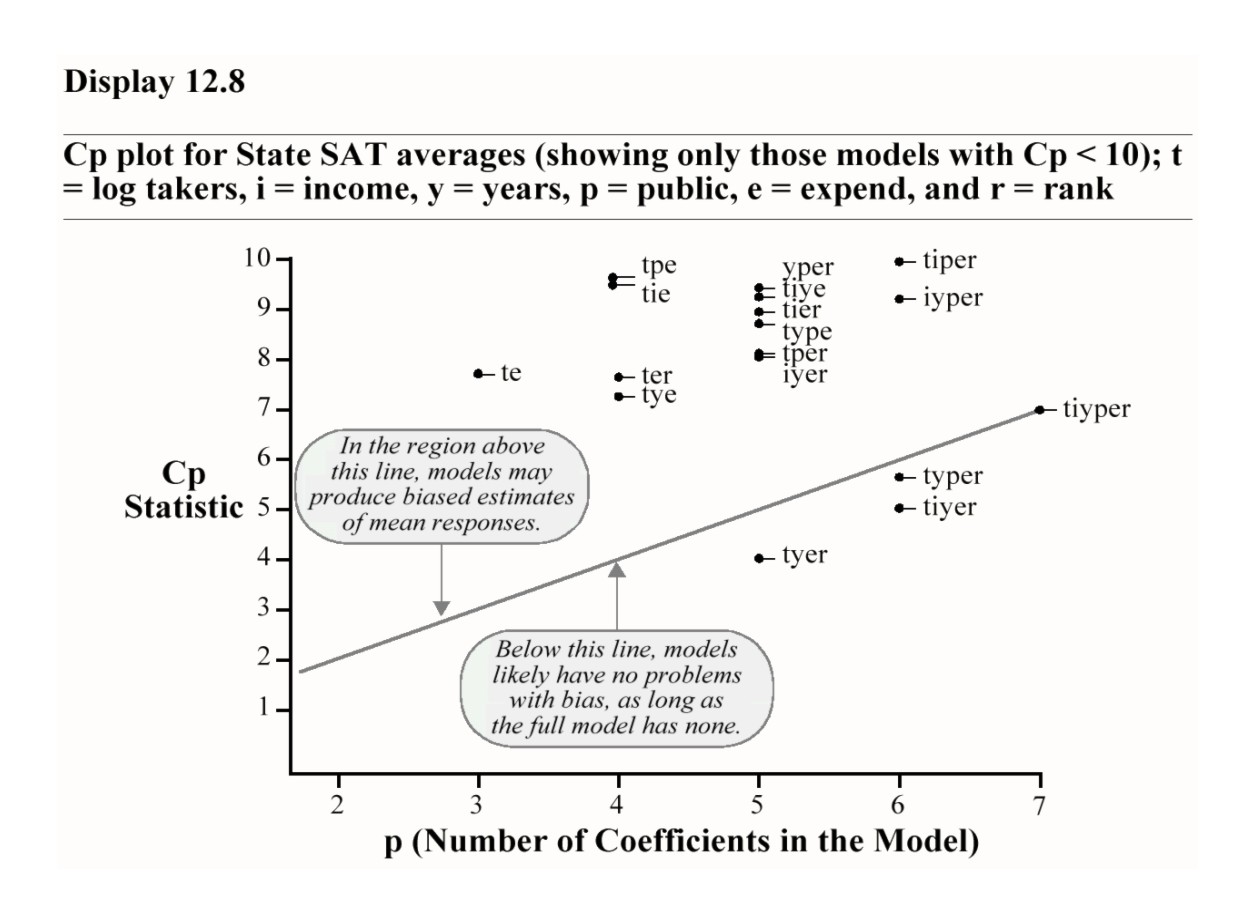 Display 12.8
Cp plot for State SAT averages (showing only those models with Cp < 10); t
= log takers, i = income, y = years, p = public, e = expend, and r = rank
10
9
8
7
6
5
4
3
2
1
Cp
Statistic
tpe
tie
te
ter
tye
yper
tiye
tier
type
tper
iyer
tiper
iyper
tiyper
typer
tiyer
tyer
In the region above
this line, models may
produce biased estimates
of mean responses.
Below this line, models
likely have no problems
with bias, as long as
the full model has none.
2 3 4 5 6 7
p (Number of Coefficients in the Model)